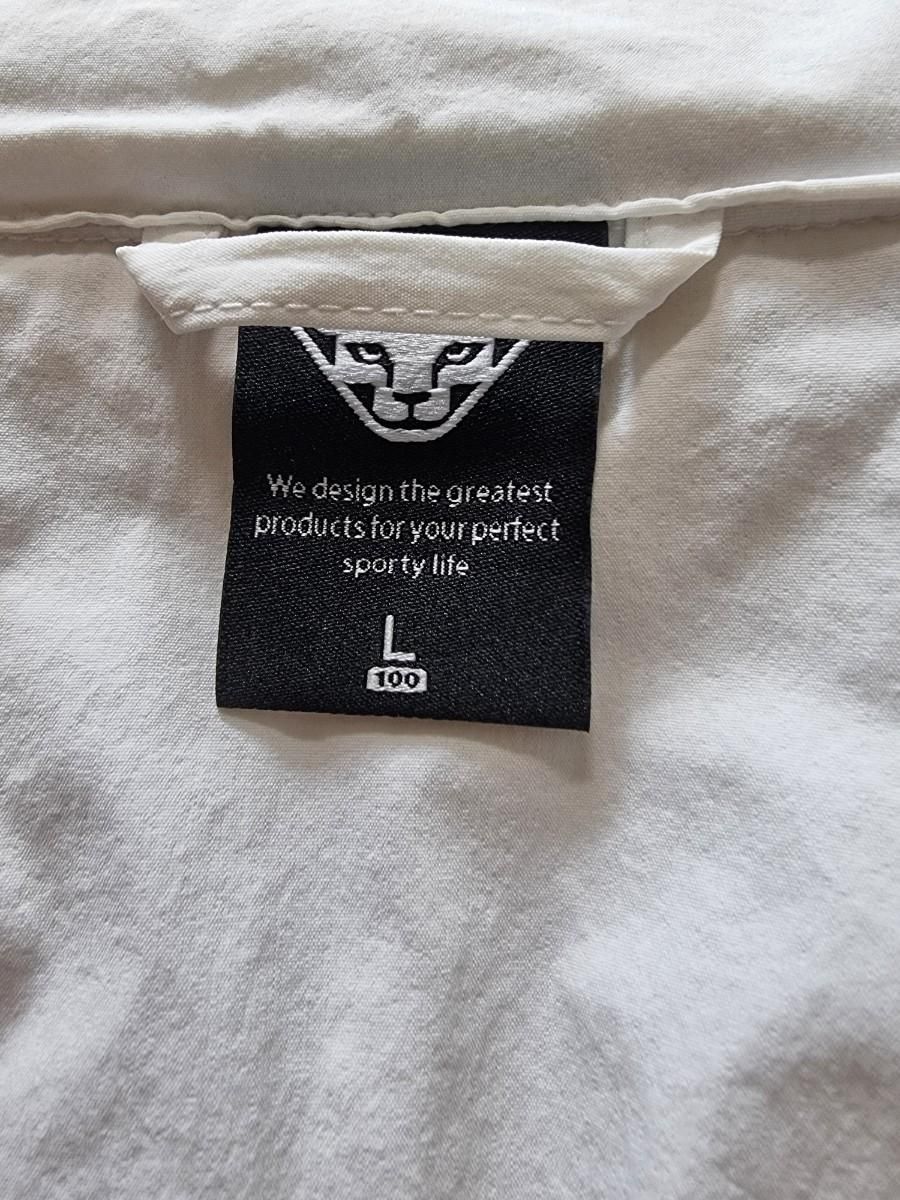 We design the greatest
products for your perfect
sporty life
L
100